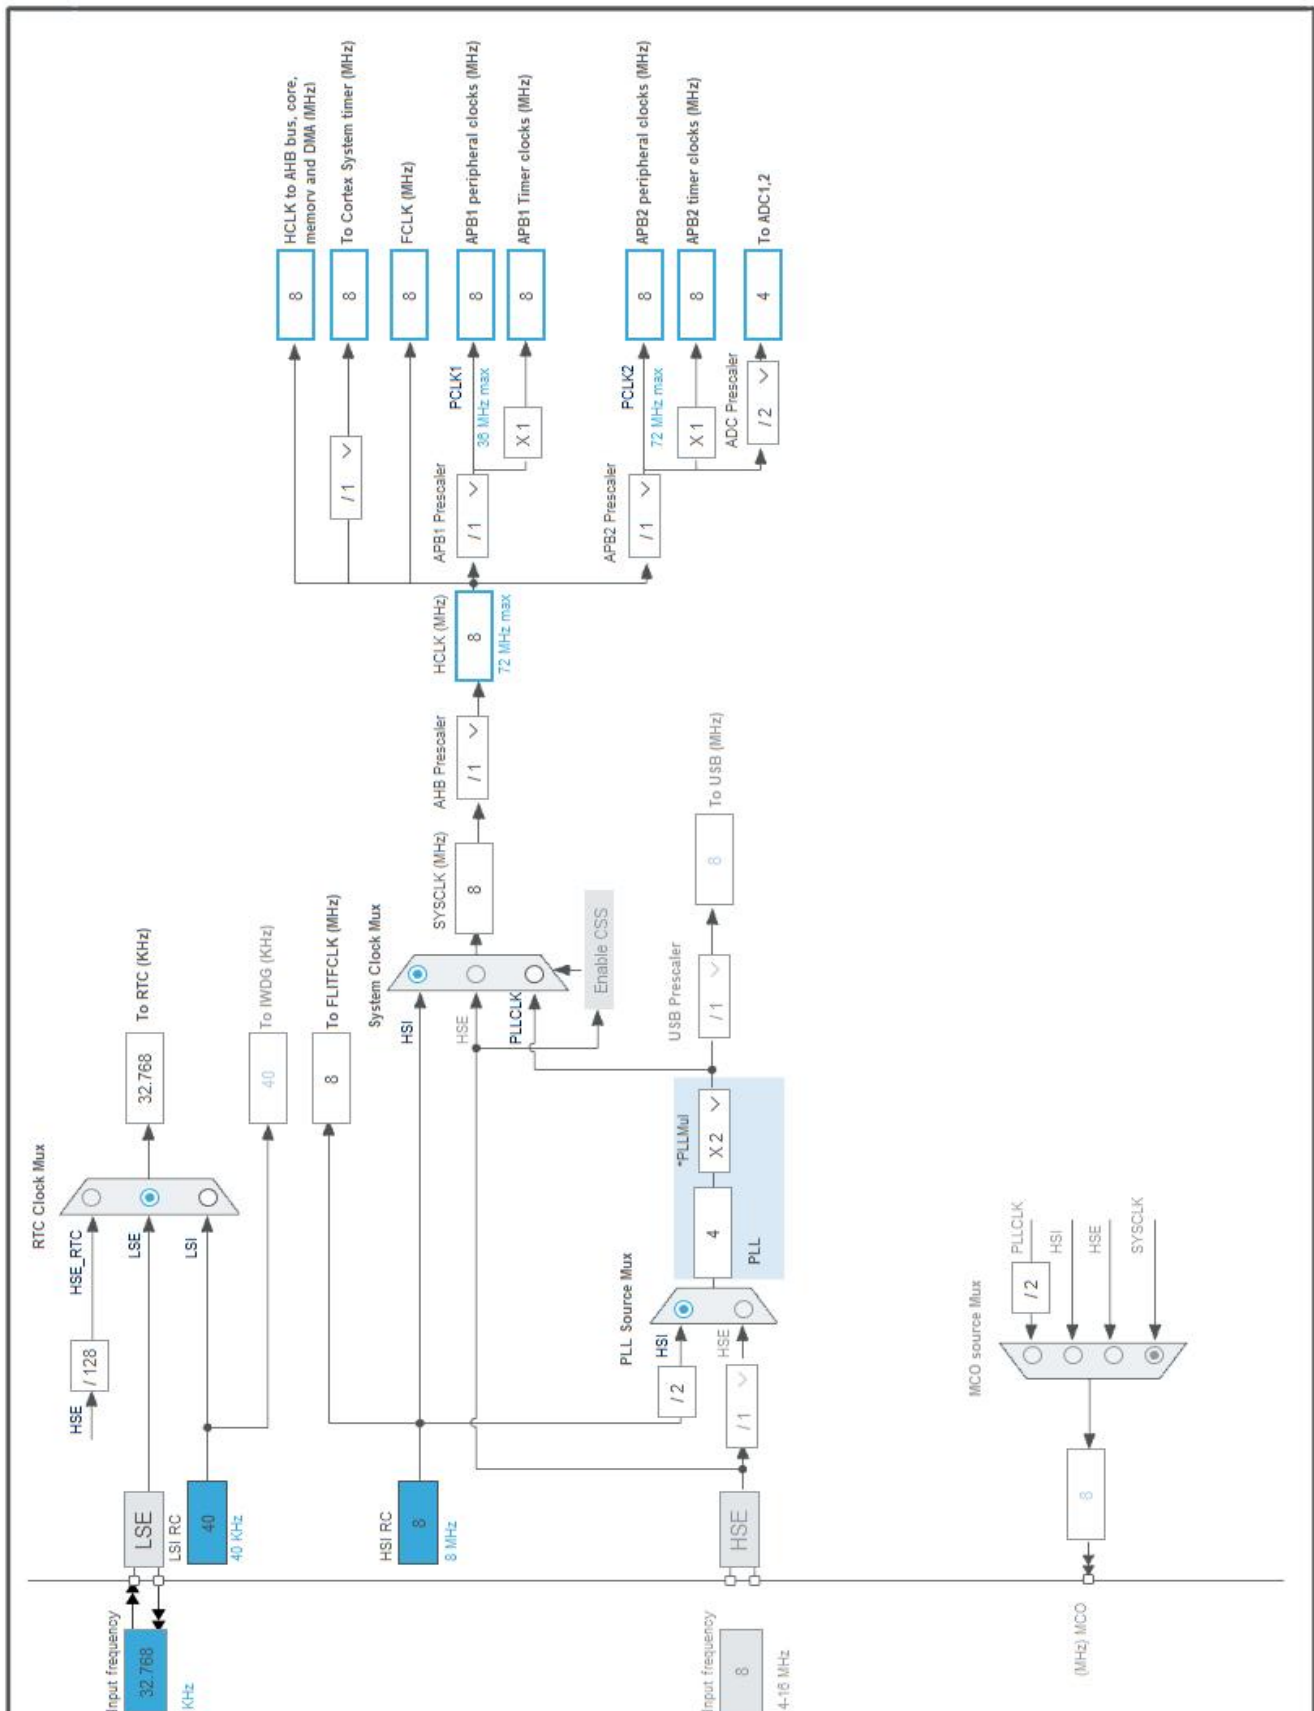 RTC Clock Mux
HSE
/ 128
HSE_RTC
Input frequency
32.768
KHz
LSE
LSE
32.768
To RTC (KHz)
LSI RC
40
40 KHz
LSI
40
To IWDG (KHz)
8
To FLITFCLK (MHz)
HSI RC
8
8 MHz
System Clock Mux
HSI
HSE
PLLCLK
Enable CSS
SYSCLK (MHz)
8
AHB Prescaler
/ 1
HCLK (MHz)
8
72 MHz max
8
HCLK to AHB bus, core,
memory and DMA (MHz)
/ 1
8
To Cortex System timer (MHz)
8
FCLK (MHz)
APB1 Prescaler
/ 1
PCLK1
36 MHz max
8
APB1 peripheral clocks (MHz)
X 1
8
APB1 Timer clocks (MHz)
APB2 Prescaler
/ 1
PCLK2
72 MHz max
8
APB2 peripheral clocks (MHz)
X 1
8
APB2 timer clocks (MHz)
ADC Prescaler
/ 2
4
To ADC1,2
PLL Source Mux
/ 2
HSI
HSE
/ 1
Input frequency
8
4-16 MHz
HSE
4
*PLLMul
X 2
PLL
USB Prescaler
/ 1
8
To USB (MHz)
MCO source Mux
/ 2
PLLCLK
HSI
HSE
SYSCLK
8
(MHz) MCO